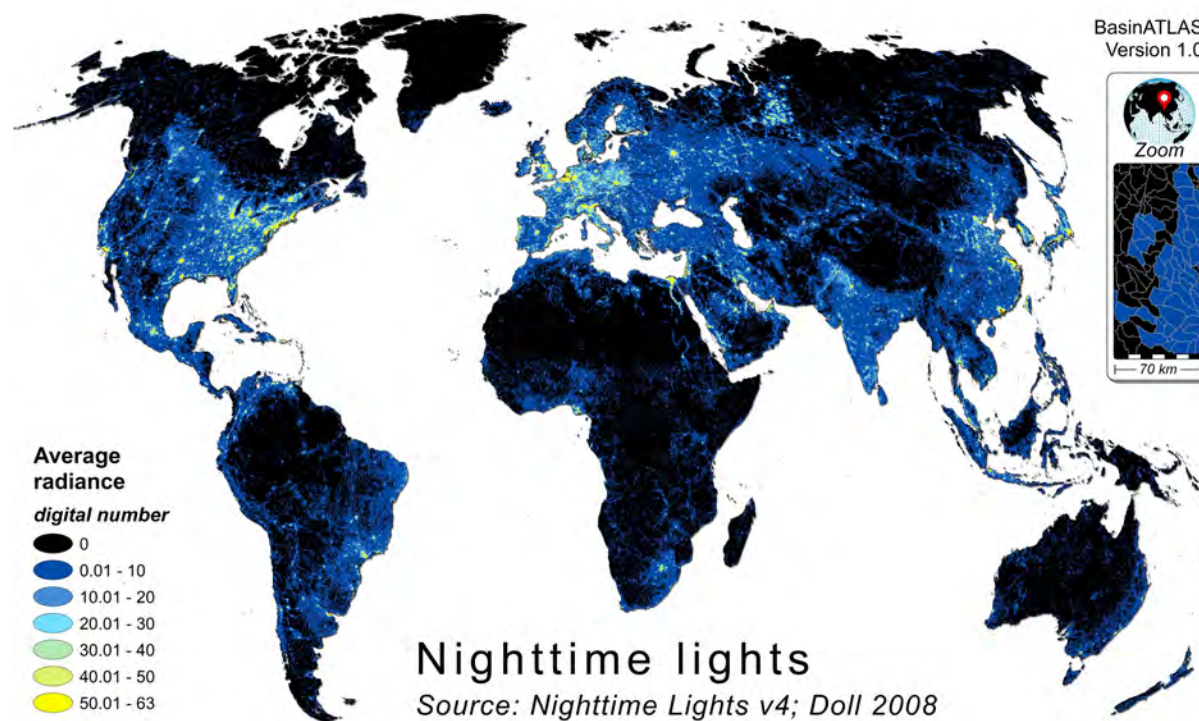 BasinATLAS
Version 1.0
Zoom
70 km
Average
radiance
digital number
0
0.01 - 10
10.01 - 20
20.01 - 30
30.01 - 40
40.01 - 50
50.01 - 63
Nighttime lights
Source: Nighttime Lights v4; Doll 2008